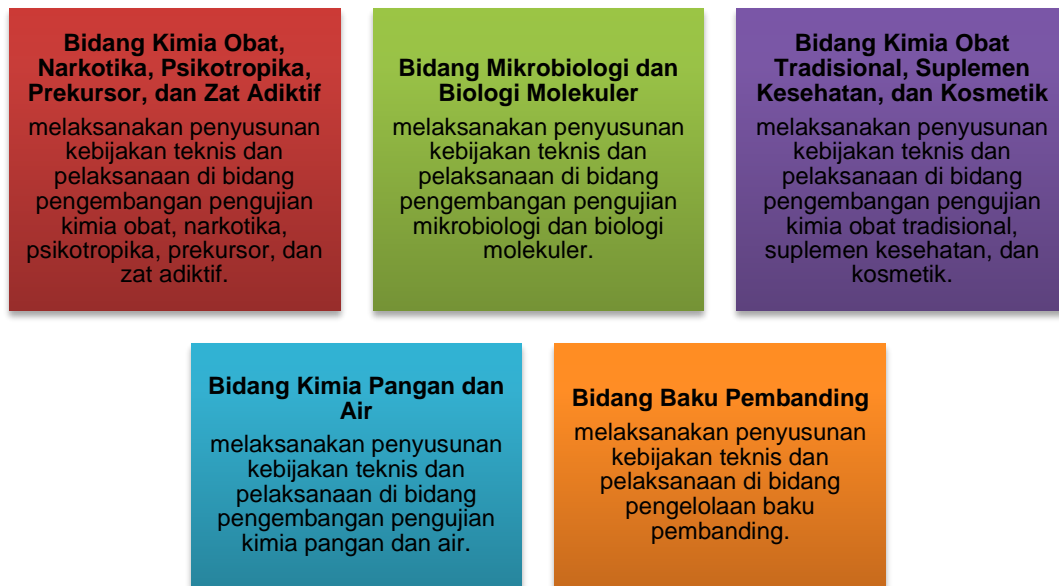 Bidang Kimia Obat,
Narkotika, Psikotropika,
Prekursor, dan Zat Adiktif
melaksanakan penyusunan
kebijakan teknis dan
pelaksanaan di bidang
pengembangan pengujian
kimia obat, narkotika,
psikotropika, prekursor, dan
zat adiktif.
Bidang Mikrobiologi dan
Biologi Molekuler
melaksanakan penyusunan
kebijakan teknis dan
pelaksanaan di bidang
pengembangan pengujian
mikrobiologi dan biologi
molekuler.
Bidang Kimia Obat
Tradisional, Suplemen
Kesehatan, dan Kosmetik
melaksanakan penyusunan
kebijakan teknis dan
pelaksanaan di bidang
pengembangan pengujian
kimia obat tradisional,
suplemen kesehatan, dan
kosmetik.
Bidang Kimia Pangan dan
Air
melaksanakan penyusunan
kebijakan teknis dan
pelaksanaan di bidang
pengembangan pengujian
kimia pangan dan air.
Bidang Baku Pembanding
melaksanakan penyusunan
kebijakan teknis dan
pelaksanaan di bidang
pengelolaan baku
pembanding.